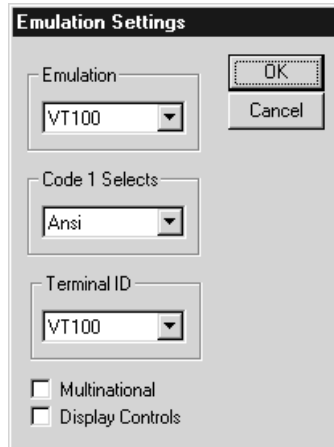 Emulation Settings
Emulation
VT100
OK
Cancel
Code 1 Selects
Ansi
Terminal ID
VT100
Multinational
Display Controls